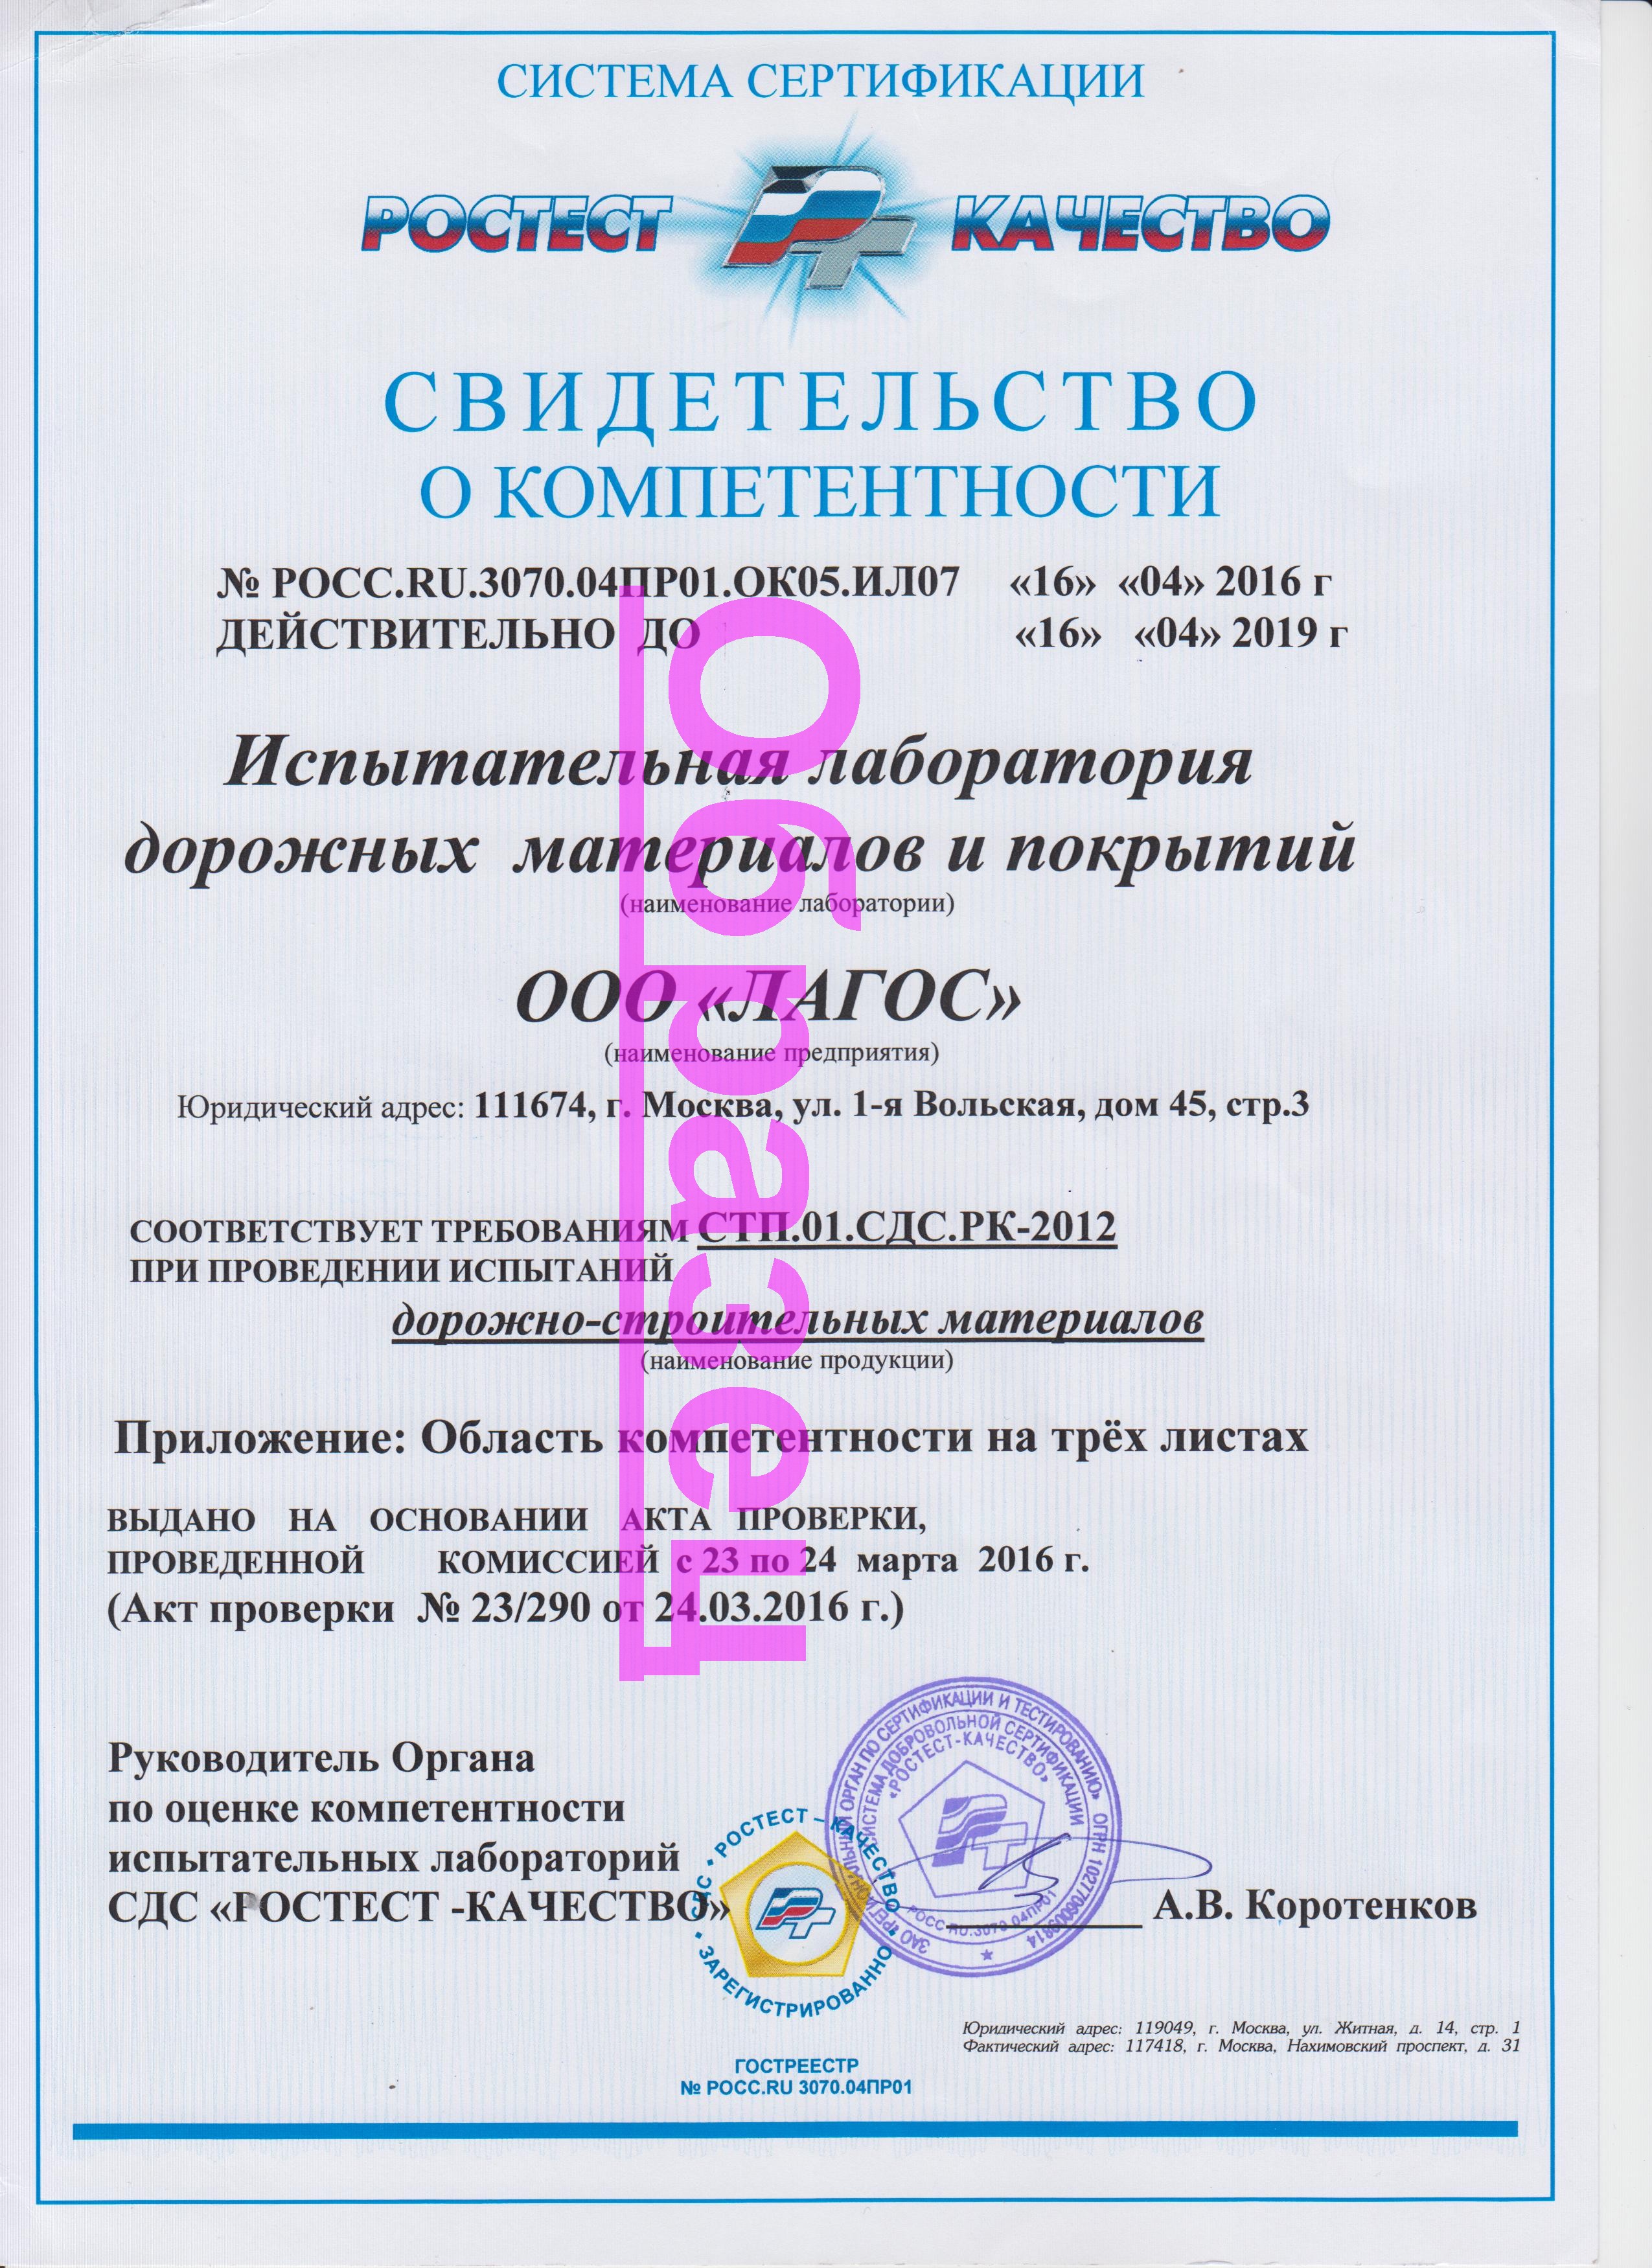 СИСТЕМА СЕРТИФИКАЦИИ
РОСТЕСТ РТ КАЧЕСТВО
СВИДЕТЕЛЬСТВО
О КОМПЕТЕНТНОСТИ
№ РОСС.RU.3070.04ПР01.ОК05.ИЛ07 «16» «04» 2016 г
ДЕЙСТВИТЕЛЬНО ДО «16» «04» 2019 г
Испытательная лаборатория
дорожных материалов и покрытий
(наименование лаборатории)
ООО «ЛАГОС»
(наименование предприятия)
Юридический адрес: 111674, г. Москва, ул. 1-я Вольская, дом 45, стр.3
СООТВЕТСТВУЕТ ТРЕБОВАНИЯМ СТП.01.СДС.РК-2012
ПРИ ПРОВЕДЕНИИ ИСПЫТАНИЙ
дорожно-строительных материалов
(наименование продукции)
Приложение: Область компетентности на трёх листах
ВЫДАНО НА ОСНОВАНИИ АКТА ПРОВЕРКИ,
ПРОВЕДЕННОЙ КОМИССИЕЙ с 23 по 24 марта 2016 г.
(Акт проверки № 23/290 от 24.03.2016 г.)
Образец
Руководитель Органа
по оценке компетентности
испытательных лабораторий
СДС «РОСТЕСТ -КАЧЕСТВО»
А.В. Коротенков
СДС • РОСТЕСТ – КАЧЕСТВО • ЗАРЕГИСТРИРОВАННО •
ОРГАН ПО СЕРТИФИКАЦИИ И ТЕСТИРОВАНИЮ» ОГРН
ЗАО
СИСТЕМА ДОБРОВОЛЬНОЙ СЕРТИФИКАЦИИ
«РОСТЕСТ-КАЧЕСТВО»
РОСС RU.3070 04ПР01
Юридический адрес: 119049, г. Москва, ул. Житная, д. 14, стр. 1
Фактический адрес: 117418, г. Москва, Нахимовский проспект, д. 31
ГОСТРЕЕСТР
№ РОСС.RU 3070.04ПР01